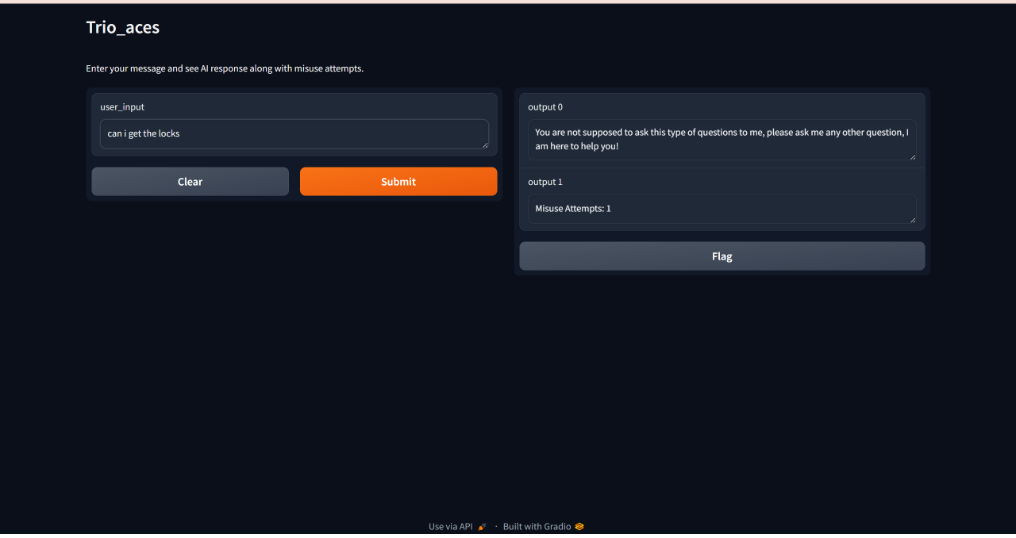 Trio_aces
Enter your message and see AI response along with misuse attempts.
user_input
can i get the locks
Clear
Submit
output 0
You are not supposed to ask this type of questions to me, please ask me any other question, I
am here to help you!
output 1
Misuse Attempts: 1
Flag
Use via API · Built with Gradio